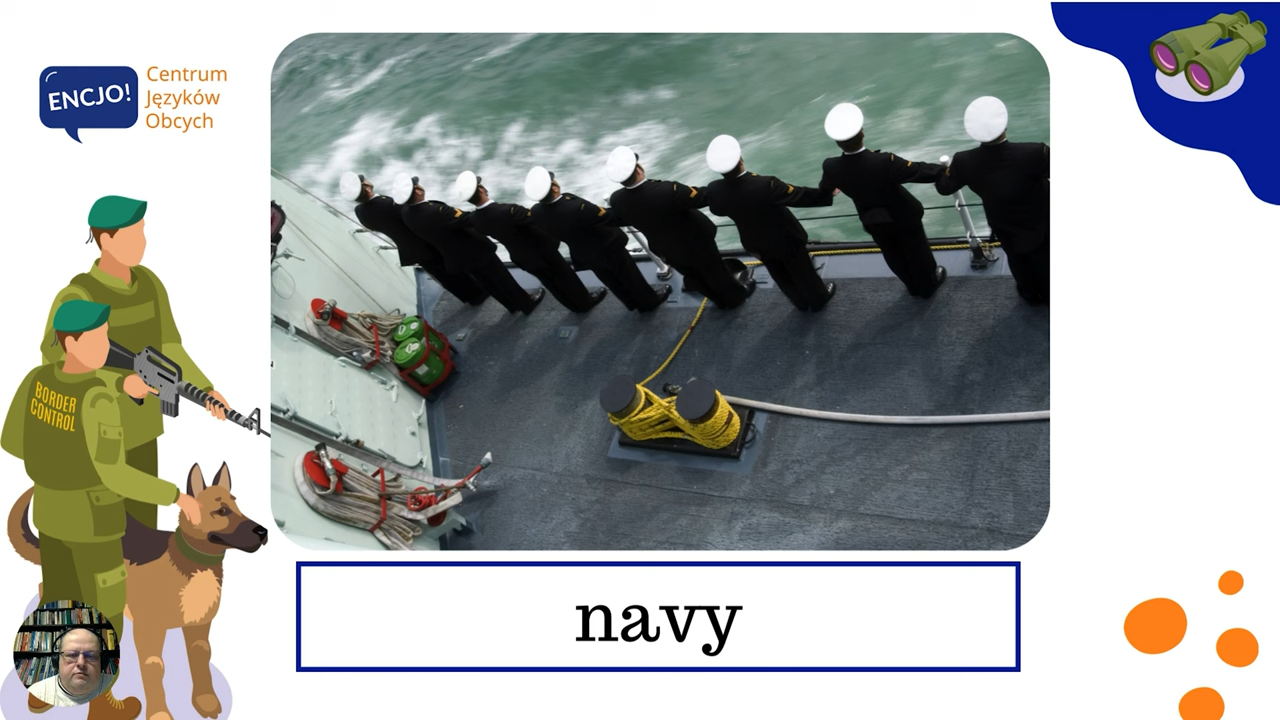 ENCJO!
Centrum
Języków
Obcych
BORDER
CONTROL
navy